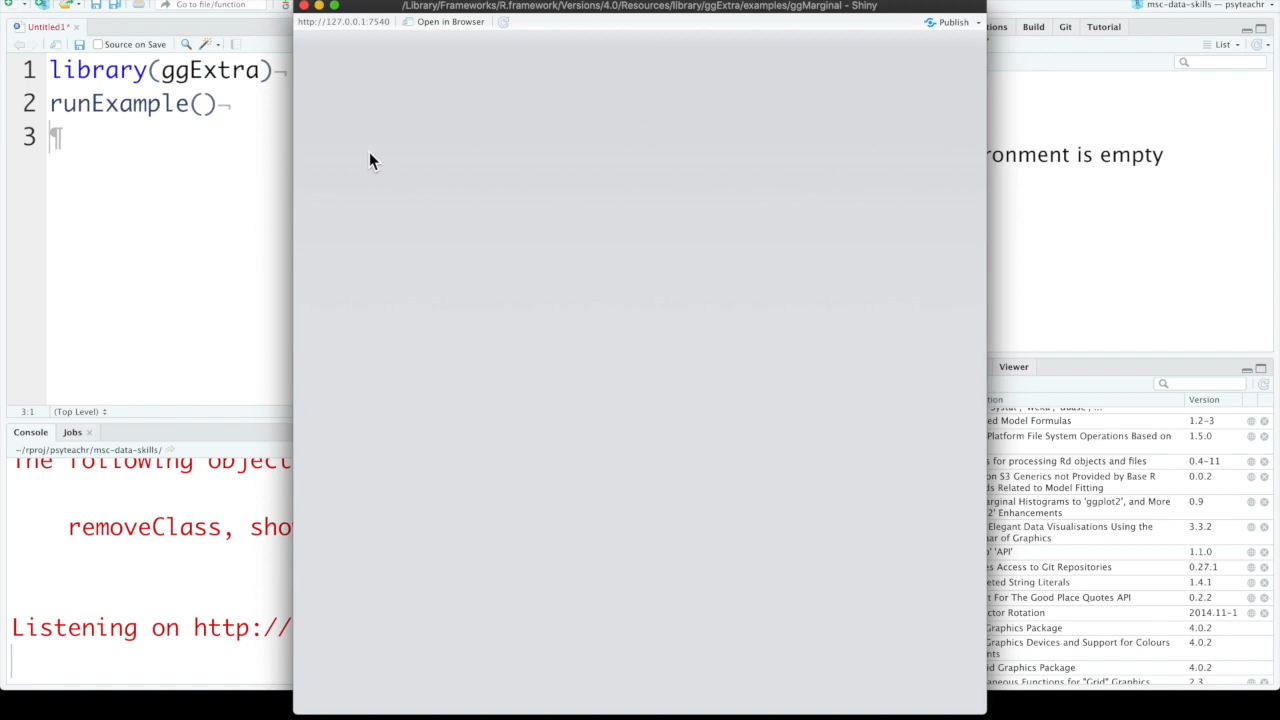 /Library/Frameworks/R.framework/Versions/4.0/Resources/library/ggExtra/examples/ggMarginal - Shiny
http://127.0.0.1:7540 Open in Browser Publish
Go to file/function
msc-data-skills — psyteachr
Untitled1* ×
Source on Save
1 library(ggExtra)¬
2 runExample()¬
3 ¶
3:1 (Top Level)
Build Git Tutorial
List
ronment is empty
Console Jobs ×
~/rproj/psyteachr/msc-data-skills/
The following object
removeClass, sho
Listening on http://
Viewer
tion Version
ed Model Formulas 1.2-3
Platform File System Operations Based on 1.5.0
s for processing Rd objects and files 0.4-11
on S3 Generics not Provided by Base R 0.0.2
ds Related to Model Fitting
arginal Histograms to 'ggplot2', and More 0.9
2' Enhancements
Elegant Data Visualisations Using the 3.3.2
ar of Graphics
o' 'API' 1.1.0
es Access to Git Repositories 0.27.1
eted String Literals 1.4.1
t For The Good Place Quotes API 0.2.2
ctor Rotation 2014.11-1
Graphics Package 4.0.2
Graphics Devices and Support for Colours 4.0.2
nts
id Graphics Package 4.0.2
aneous Functions for "Grid" Graphics 2.3